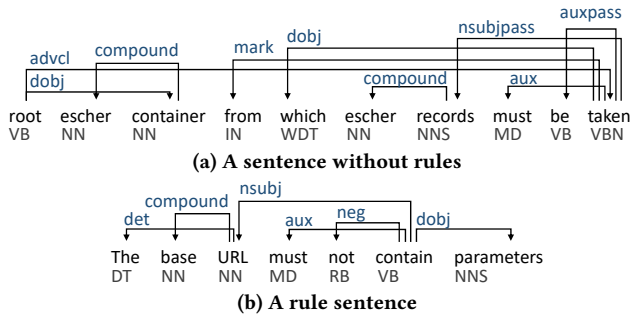 auxpass
dobj nsubjpass
advcl compound mark
dobj compound aux
root escher container from which escher records must be taken
VB NN NN IN WDT NN NNS MD VB VBN
(a) A sentence without rules
nsubj
compound
det aux neg dobj
The base URL must not contain parameters
DT NN NN MD RB VB NNS
(b) A rule sentence